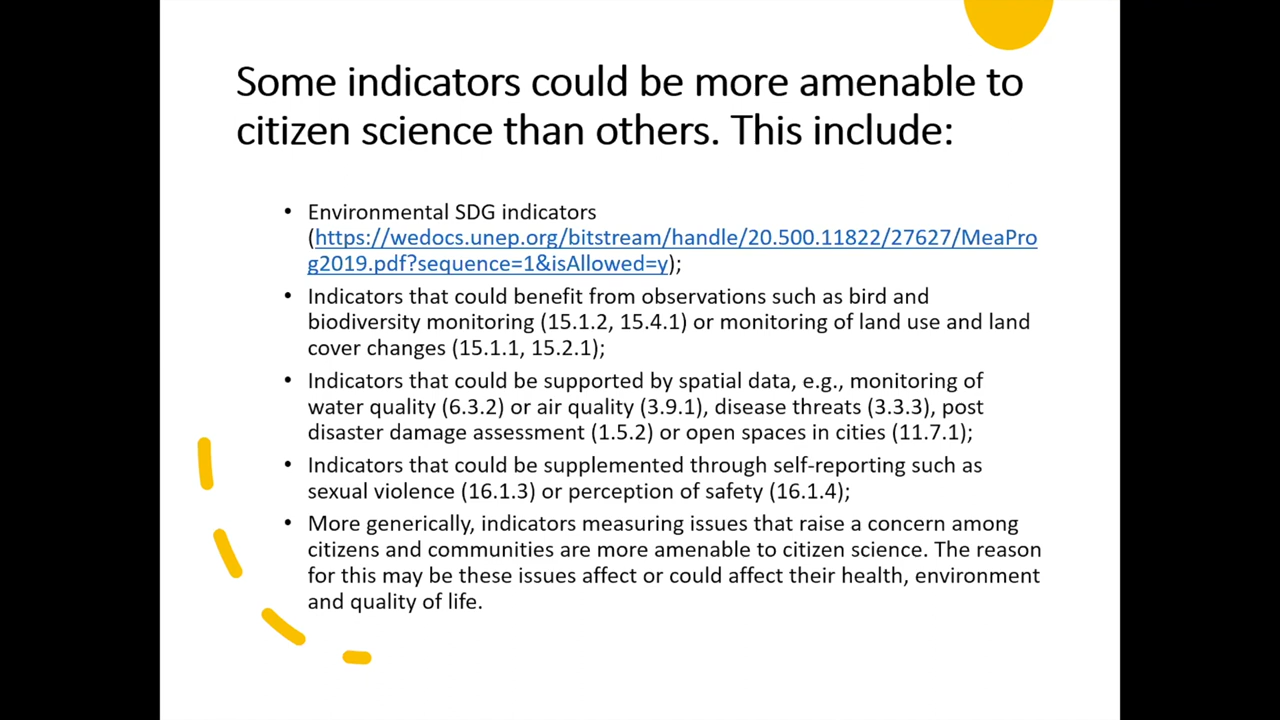 Some indicators could be more amenable to
citizen science than others. This include:
• Environmental SDG indicators
(https://wedocs.unep.org/bitstream/handle/20.500.11822/27627/MeaPro
g2019.pdf?sequence=1&isAllowed=y);
• Indicators that could benefit from observations such as bird and
biodiversity monitoring (15.1.2, 15.4.1) or monitoring of land use and land
cover changes (15.1.1, 15.2.1);
• Indicators that could be supported by spatial data, e.g., monitoring of
water quality (6.3.2) or air quality (3.9.1), disease threats (3.3.3), post
disaster damage assessment (1.5.2) or open spaces in cities (11.7.1);
• Indicators that could be supplemented through self-reporting such as
sexual violence (16.1.3) or perception of safety (16.1.4);
• More generically, indicators measuring issues that raise a concern among
citizens and communities are more amenable to citizen science. The reason
for this may be these issues affect or could affect their health, environment
and quality of life.